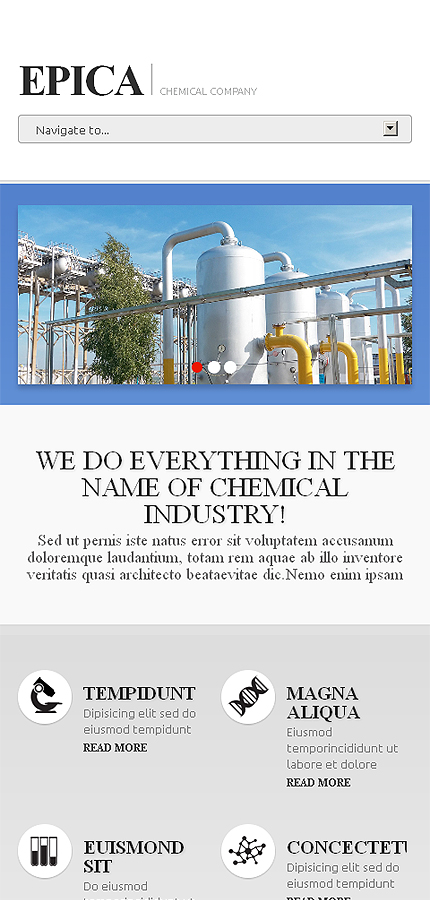 EPICA
CHEMICAL COMPANY
Navigate to...
WE DO EVERYTHING IN THE
NAME OF CHEMICAL
INDUSTRY!
Sed ut pernis iste natus error sit voluptatem accusanum
doloremque laudantium, totam rem aquae ab illo inventore
veritatis quasi architecto beataevitae dic.Nemo enim ipsam
TEMPIDUNT
Dipisicing elit sed do
eiusmod tempidunt
READ MORE
MAGNA
ALIQUA
Eiusmod
temporincididunt ut
labore et dolore
READ MORE
EUISMOND
SIT
Do eiusmod
CONCECTETU
Dipisicing elit sed do
eiusmod tempidunt
READ MORE